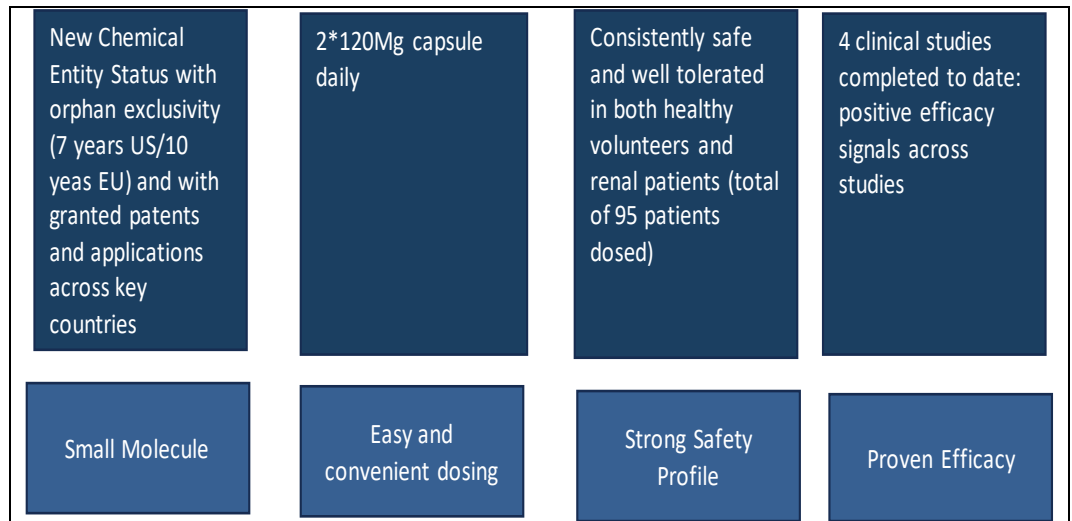 New Chemical
Entity Status with
orphan exclusivity
(7 years US/10
yeas EU) and with
granted patents
and applications
across key
countries
2*120Mg capsule
daily
Consistently safe
and well tolerated
in both healthy
volunteers and
renal patients (total
of 95 patients
dosed)
4 clinical studies
completed to date:
positive efficacy
signals across
studies
Small Molecule
Easy and
convenient dosing
Strong Safety
Profile
Proven Efficacy